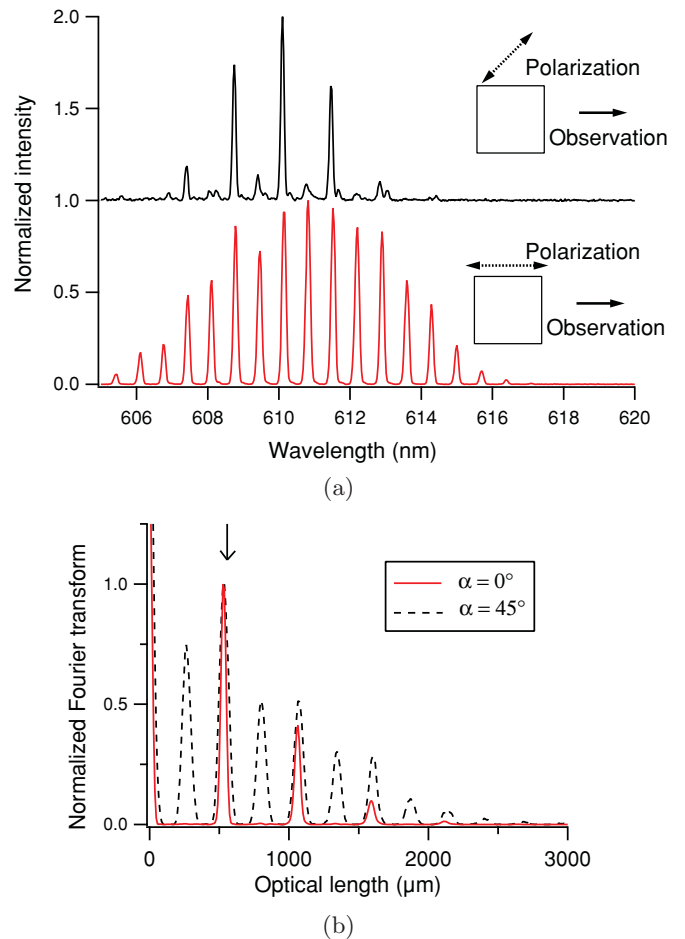 2.0
1.5
1.0
0.5
0.0
Normalized intensity
Polarization
Observation
Polarization
Observation
606 608 610 612 614 616 618 620
Wavelength (nm)
(a)
1.0
0.5
0.0
Normalized Fourier transform
α = 0°
α = 45°
0 1000 2000 3000
Optical length (µm)
(b)